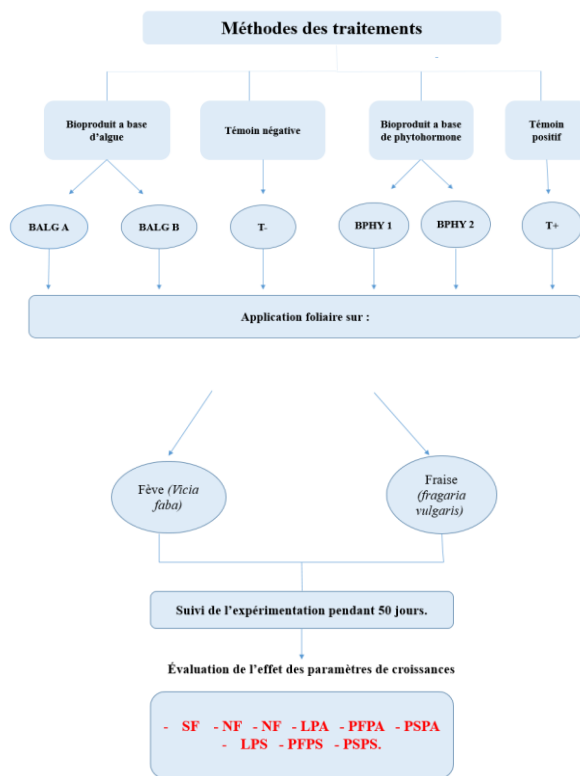 Méthodes des traitements
Bioproduit a base
d'algue
Témoin négative
Bioproduit a base
de phytohormone
Témoin
positif
BALG A
BALG B
T-
BPHY 1
BPHY 2
T+
Application foliaire sur :
Fève (Vicia
faba)
Fraise
(fragaria
vulgaris)
Suivi de l'expérimentation pendant 50 jours.
Évaluation de l'effet des paramètres de croissances
- SF - NF - NF - LPA - PFPA - PSPA
- LPS - PFPS - PSPS.